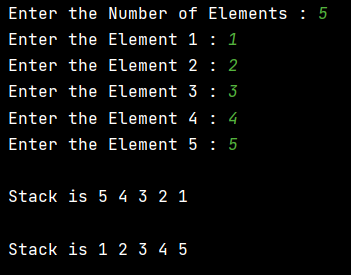 Enter the Number of Elements : 5
Enter the Element 1 : 1
Enter the Element 2 : 2
Enter the Element 3 : 3
Enter the Element 4 : 4
Enter the Element 5 : 5
Stack is 5 4 3 2 1
Stack is 1 2 3 4 5